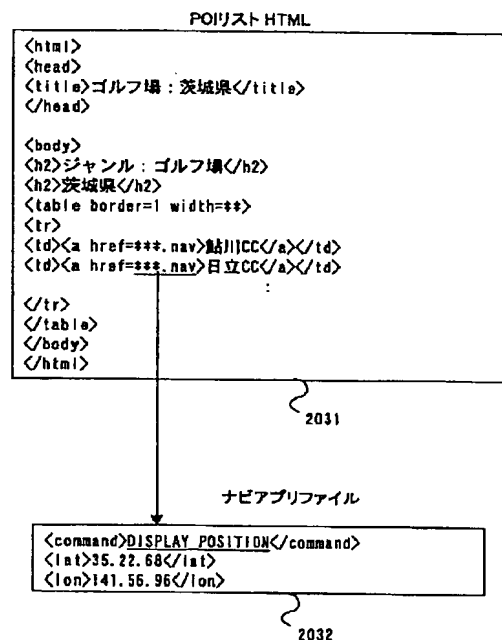 POIリスト HTML
<html>
<head>
<title>ゴルフ場：茨城県</title>
</head>
<body>
<h2>ジャンル：ゴルフ場</h2>
<h2>茨城県</h2>
<table border=1 width=**>
<tr>
<td><a href=***.nav>鮎川CC</a></td>
<td><a href=***.nav>日立CC</a></td>
：
</tr>
</table>
</body>
</html>
2031
ナビアプリファイル
<command>DISPLAY POSITION</command>
<lat>35.22.68</lat>
<lon>141.56.96</lon>
2032